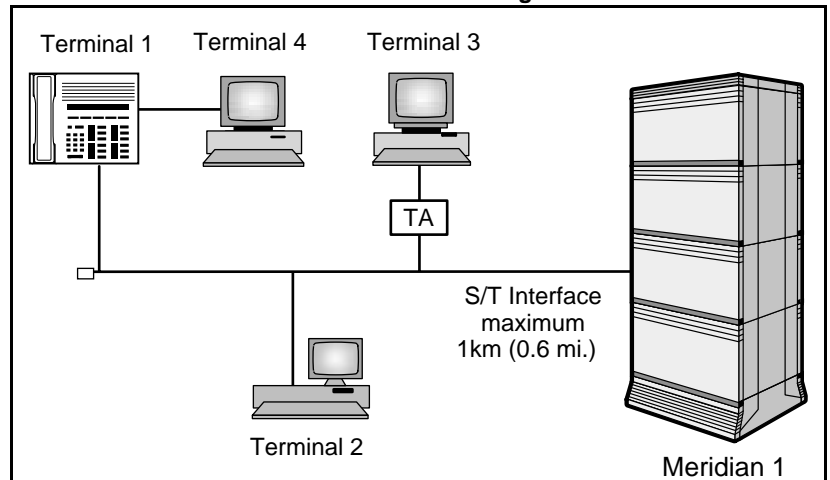 Terminal 1
Terminal 4
Terminal 3
TA
S/T Interface
maximum
1km (0.6 mi.)
Terminal 2
Meridian 1